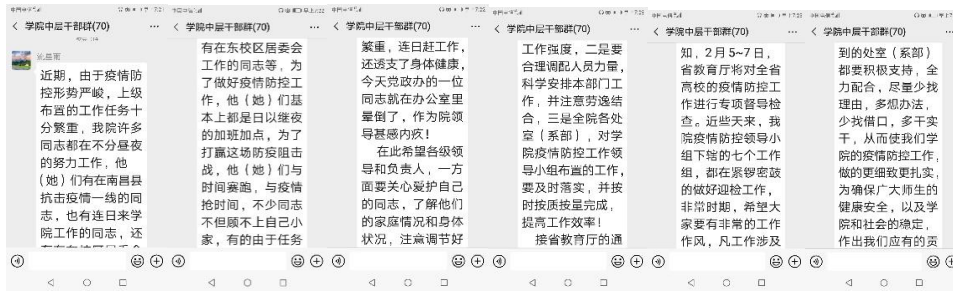 学院中层干部群(70)
近期，由于疫情防
控形势严峻，上级
布置的工作任务十
分繁重，我院许多
同志都在不分昼夜
的努力工作，他
（她）们有在南昌县
抗击疫情一线的同
志，也有连日来学
院工作的同志，还
学院中层干部群(70)
有在东校区居委会
工作的同志等，为
了做好疫情防控工
作，他（她）们基
本上都是日以继夜
的加班加点，为了
打赢这场防疫阻击
战，他（她）们与
时间赛跑，与疫情
抢时间，不少同志
不但顾不上自己小
家，有的由于任务
学院中层干部群(70)
繁重，连日赶工作，
还透支了身体健康，
今天党政办的一位
同志就在办公室里
晕倒了，作为院领
导甚感内疚！
在此希望各级领
导和负责人，一方
面要关心爱护自己
的同志，了解他们
的家庭情况和身体
状况，注意调节好
学院中层干部群(70)
工作强度，二是要
合理调配人员力量，
科学安排本部门工
作，并注意劳逸结
合，三是全院各处
室（系部），对学
院疫情防控工作领
导小组布置的工作，
要及时落实，并按
时按质按量完成，
提高工作效率！
接省教育厅的通
学院中层干部群(70)
知，2月5~7日，
省教育厅将对全省
高校的疫情防控工
作进行专项督导检
查。近些天来，我
院疫情防控领导小
组下辖的七个工作
组，都在紧锣密鼓
的做好迎检工作，
非常时期，希望大
家要有非常的工作
作风，凡工作涉及
学院中层干部群(70)
到的处室（系部）
都要积极支持，全
力配合，尽量少找
理由，多想办法，
少找借口，多干实
干，从而使我们学
院的疫情防控工作，
做的更细致更扎实，
为确保广大师生的
健康安全，以及学
院和社会的稳定，
作出我们应有的贡